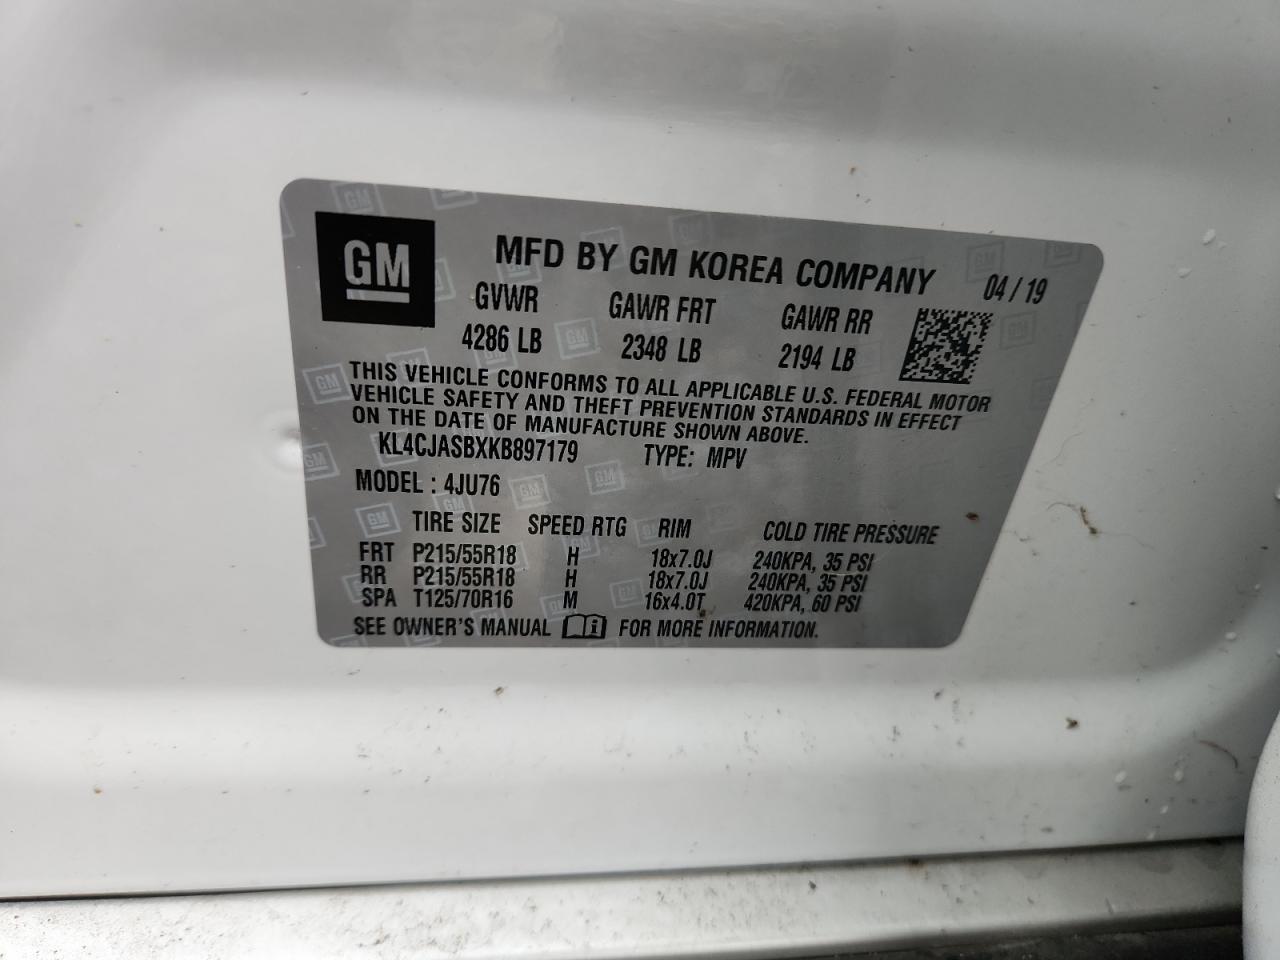 GM
MFD BY GM KOREA COMPANY 04/19
GVWR GAWR FRT GAWR RR
4286 LB 2348 LB 2194 LB
THIS VEHICLE CONFORMS TO ALL APPLICABLE U.S. FEDERAL MOTOR
VEHICLE SAFETY AND THEFT PREVENTION STANDARDS IN EFFECT
ON THE DATE OF MANUFACTURE SHOWN ABOVE.
KL4CJASBXKB897179 TYPE: MPV
MODEL : 4JU76
TIRE SIZE SPEED RTG RIM COLD TIRE PRESSURE
FRT P215/55R18 H 18x7.0J 240KPA, 35 PSI
RR P215/55R18 H 18x7.0J 240KPA, 35 PSI
SPA T125/70R16 M 16x4.0T 420KPA, 60 PSI
SEE OWNER'S MANUAL i FOR MORE INFORMATION.